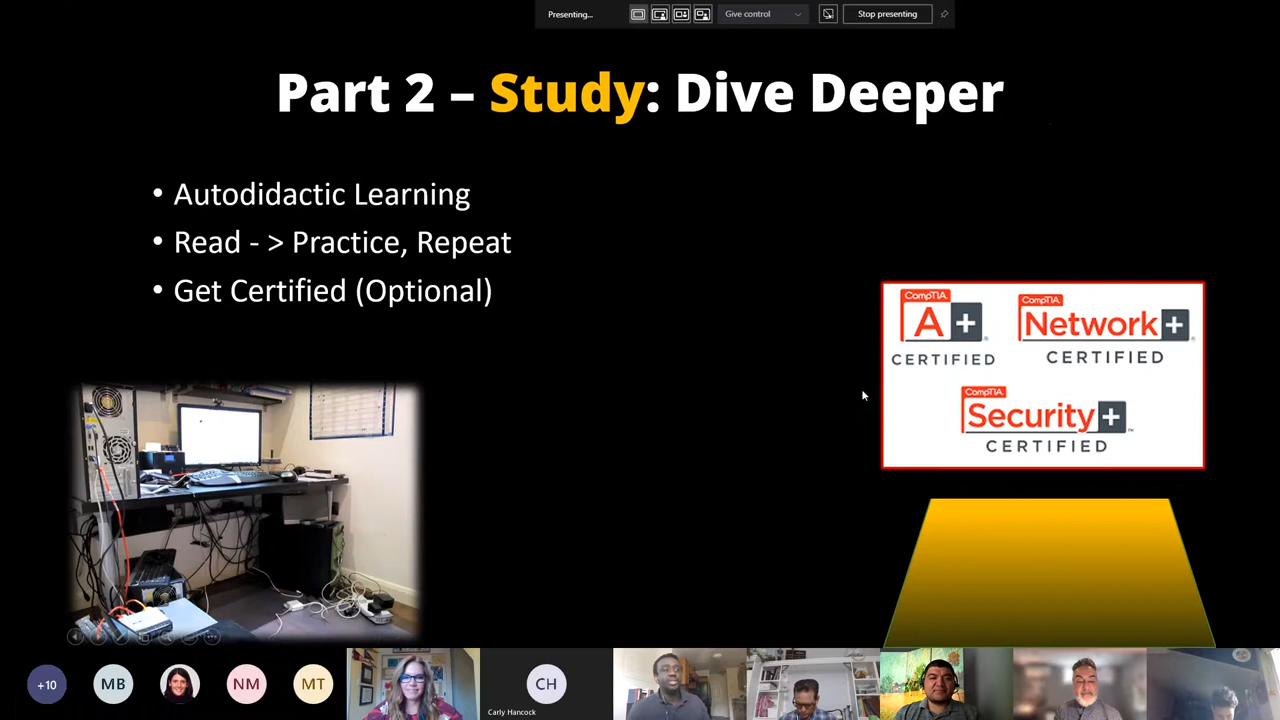 Presenting...
Give control
Stop presenting
Part 2 – Study: Dive Deeper
• Autodidactic Learning
• Read - > Practice, Repeat
• Get Certified (Optional)
CompTIA.
A+
CERTIFIED
CompTIA.
Network+
CERTIFIED
CompTIA.
Security+
CERTIFIED
+10
MB
NM
MT
CH
Carly Hancock